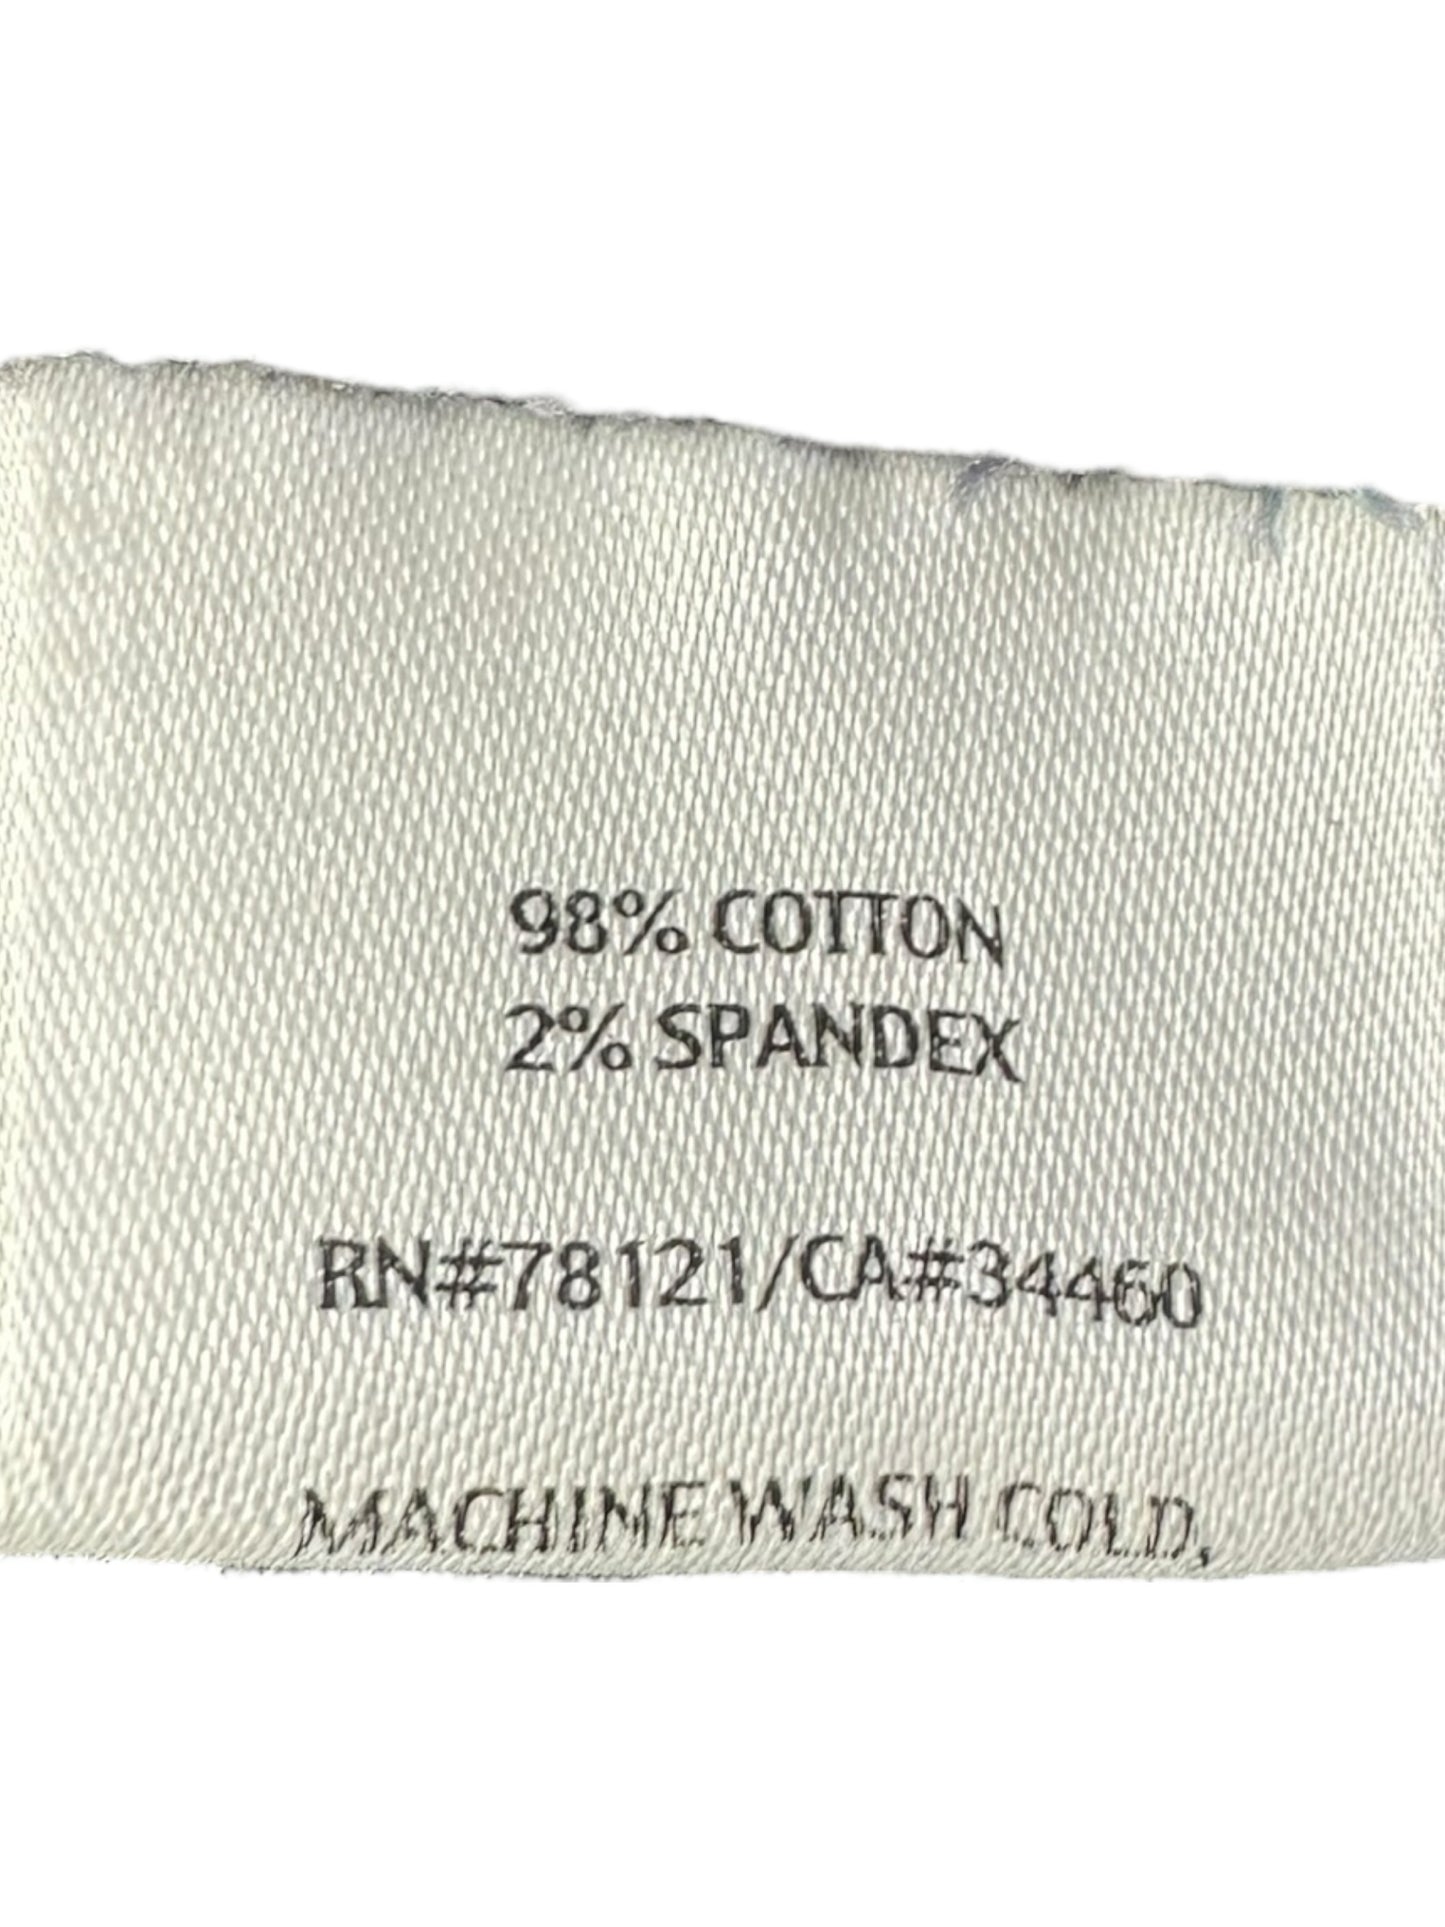 98% COTTON
2% SPANDEX
RN#78121/CA#34460
MACHINE WASH COLD,